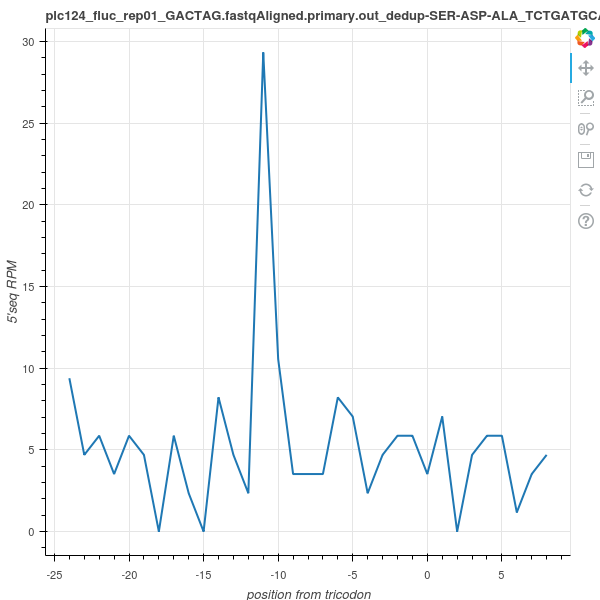 plc124_fluc_rep01_GACTAG.fastqAligned.primary.out_dedup-SER-ASP-ALA_TCTGATGCA
30
25
20
15
10
5
0
5'seq RPM
-25 -20 -15 -10 -5 0 5
position from tricodon